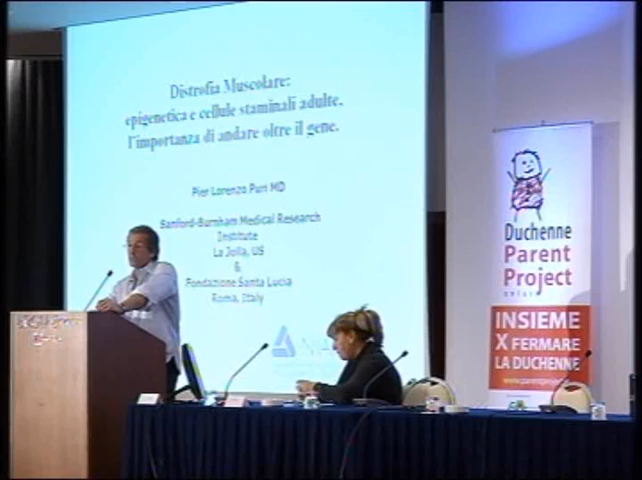 Distrofia Muscolare:
epigenetica e cellule staminali adulte.
l'importanza di andare oltre il gene.
Pier Lorenzo Puri MD
Sanford-Burnham Medical Research
Institute
La Jolla, US
&
Fondazione Santa Lucia
Roma, Italy
Duchenne
Parent
Project
onlus
INSIEME
X FERMARE
LA DUCHENNE